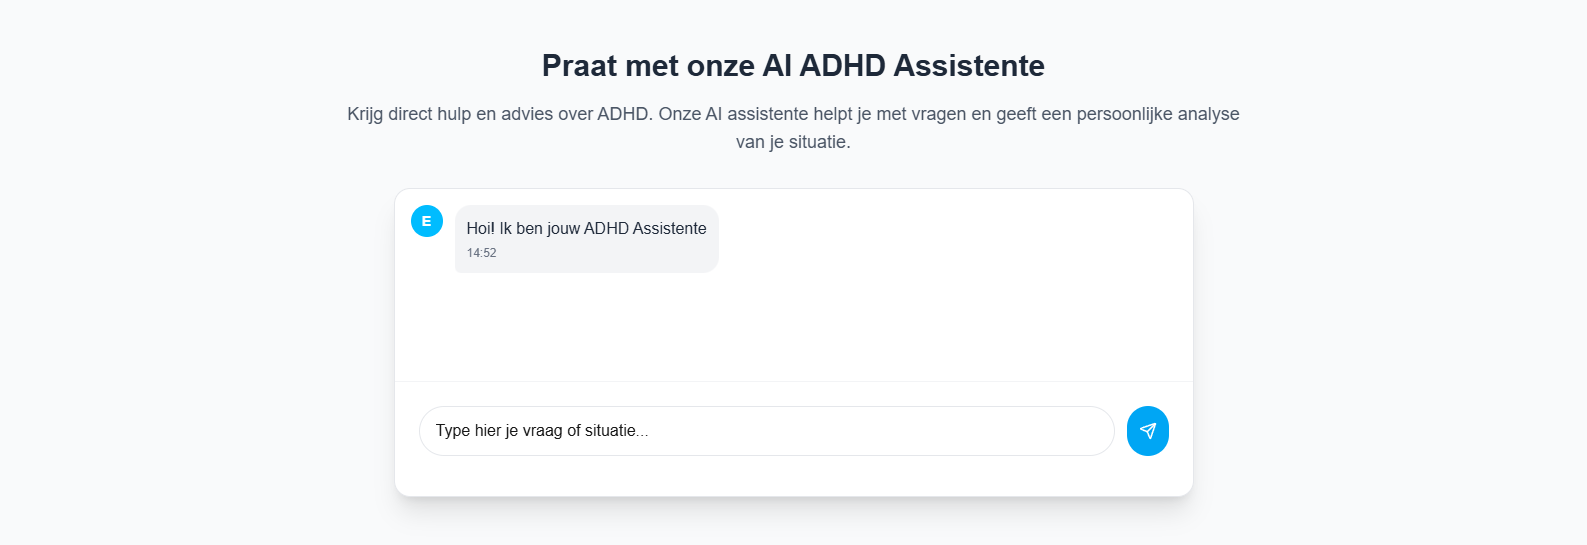 Praat met onze AI ADHD Assistente
Krijg direct hulp en advies over ADHD. Onze AI assistente helpt je met vragen en geeft een persoonlijke analyse
van je situatie.
E
Hoi! Ik ben jouw ADHD Assistente
14:52
Type hier je vraag of situatie...